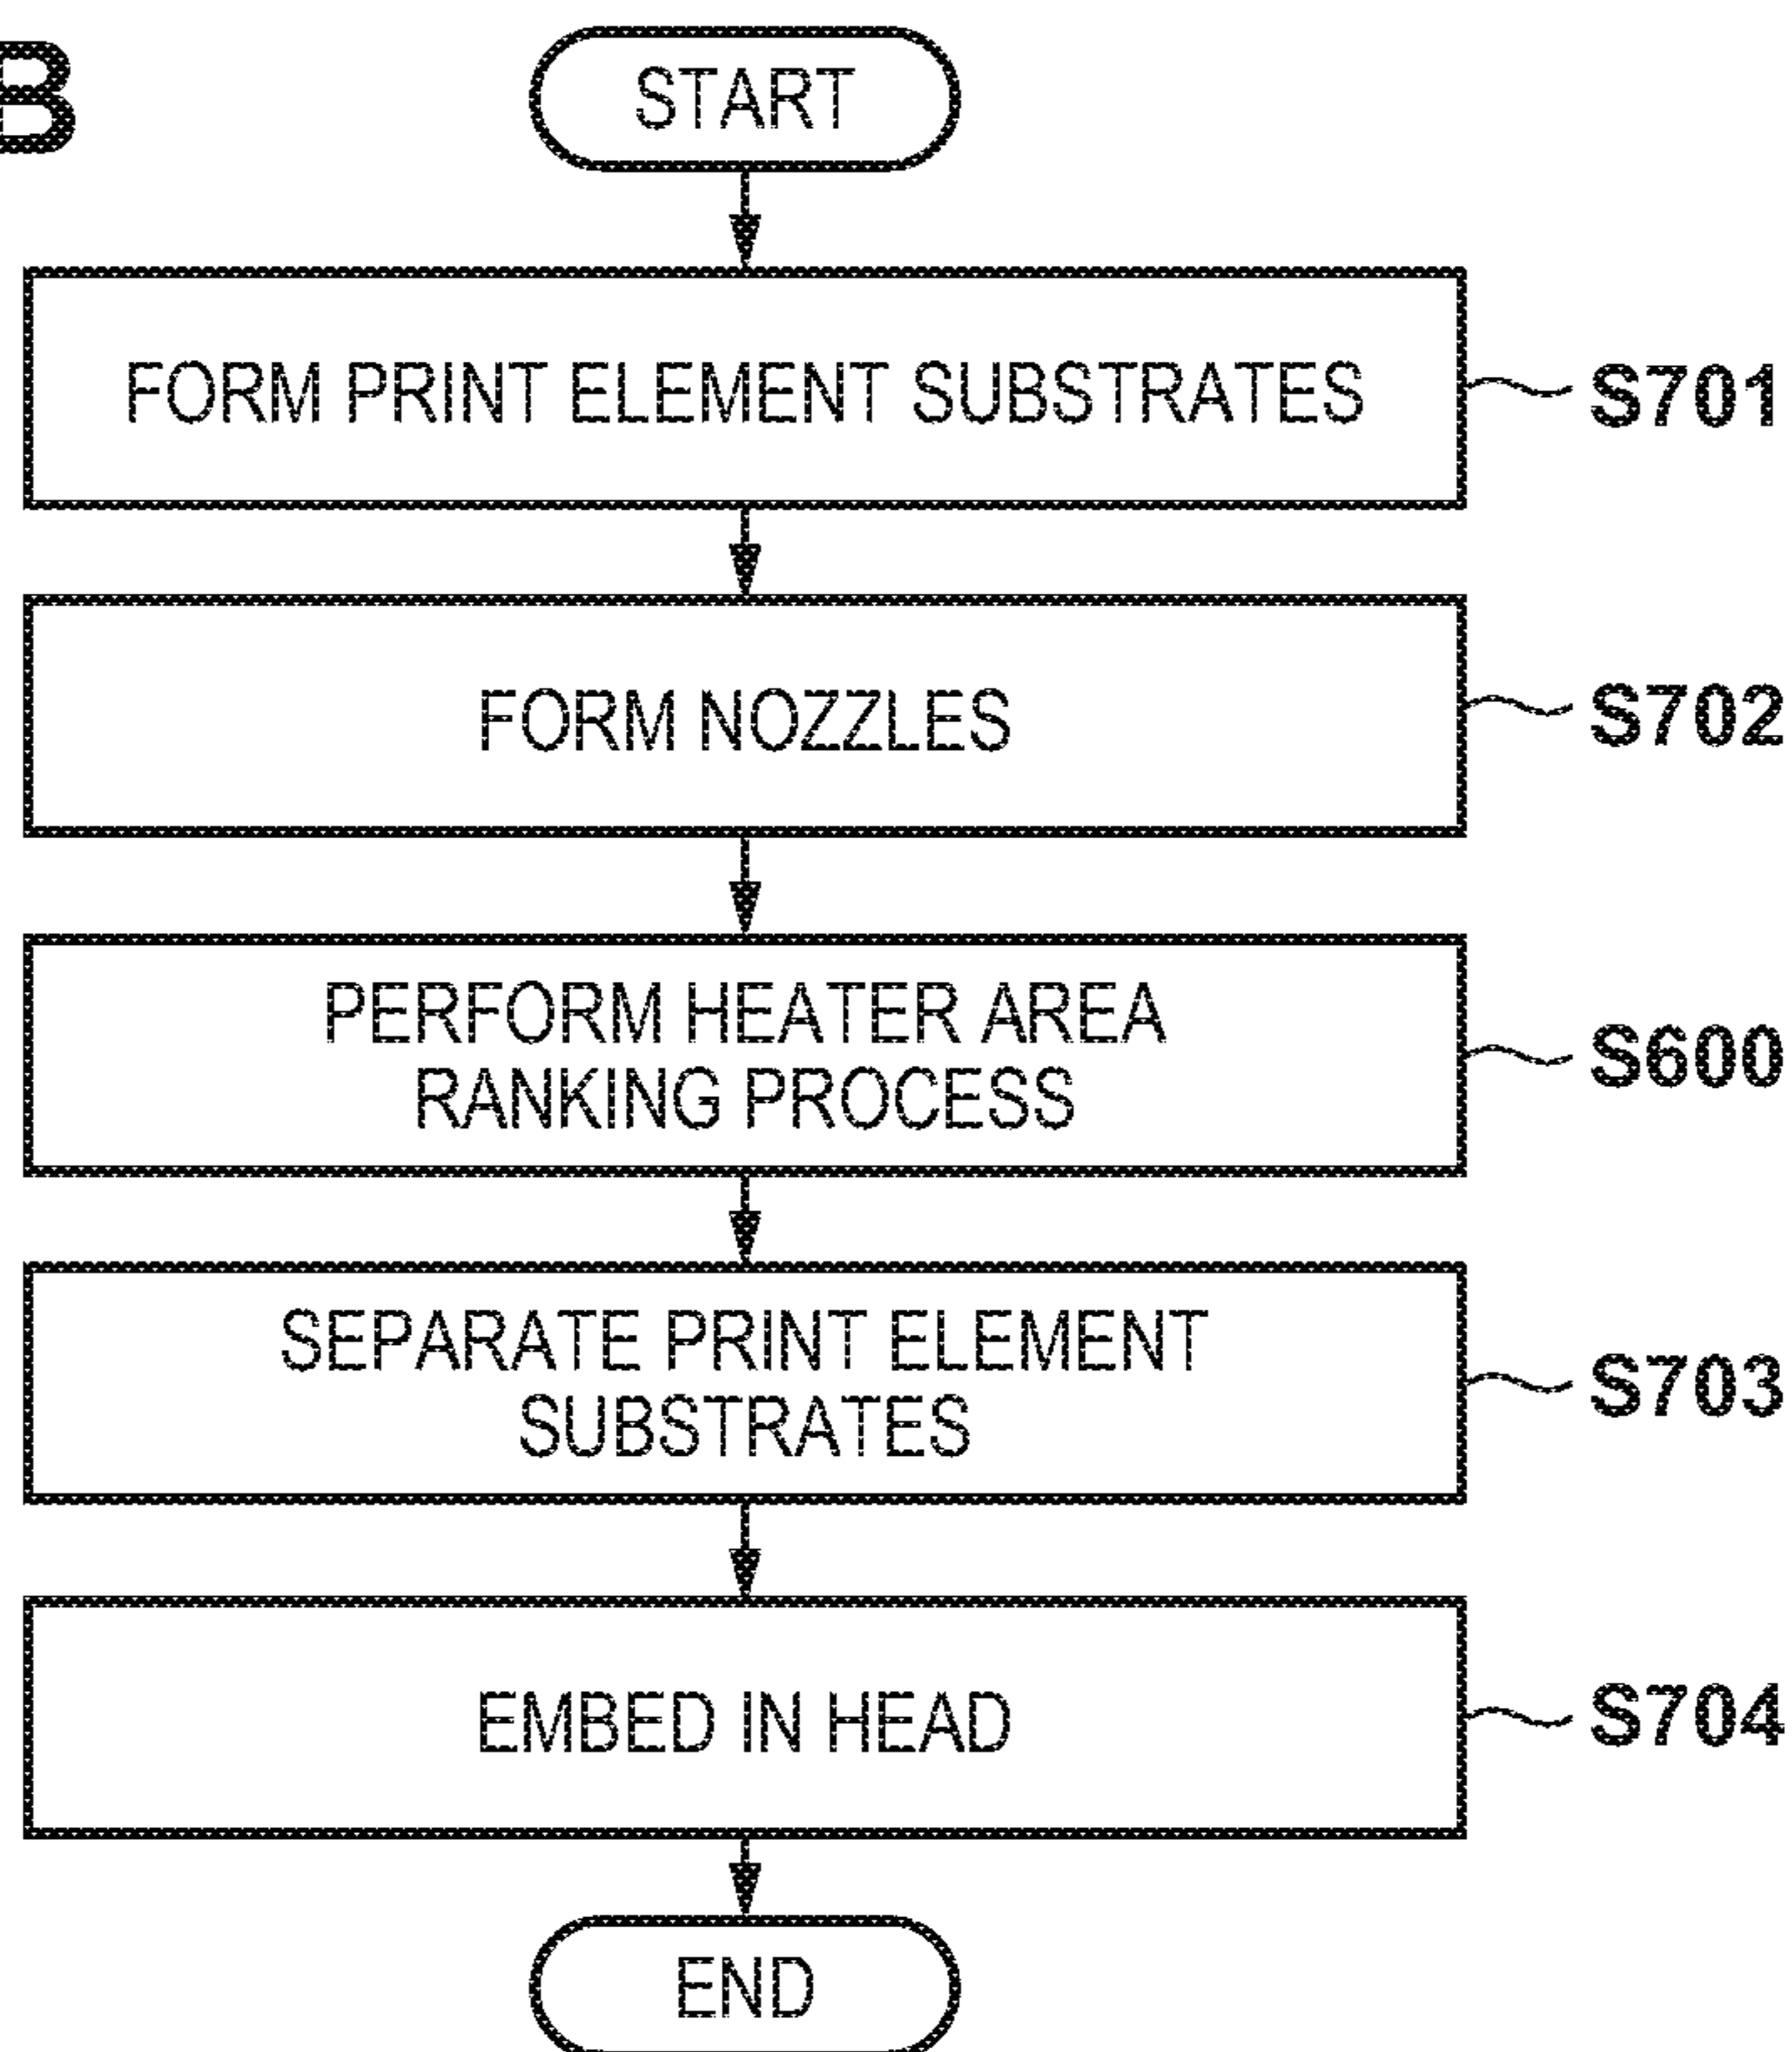 B
START
FORM PRINT ELEMENT SUBSTRATES
S701
FORM NOZZLES
S702
PERFORM HEATER AREA
RANKING PROCESS
S600
SEPARATE PRINT ELEMENT
SUBSTRATES
S703
EMBED IN HEAD
S704
END